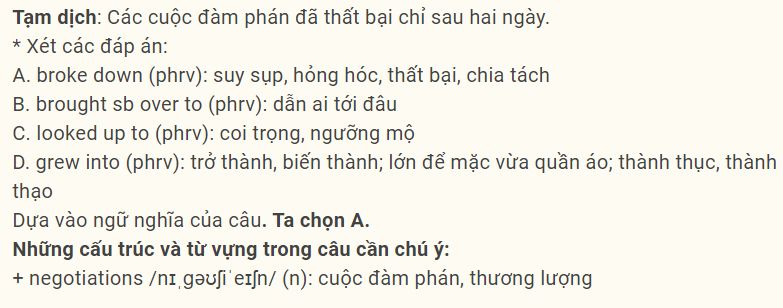 Tạm dịch: Các cuộc đàm phán đã thất bại chỉ sau hai ngày.
* Xét các đáp án:
A. broke down (phrv): suy sụp, hỏng hóc, thất bại, chia tách
B. brought sb over to (phrv): dẫn ai tới đâu
C. looked up to (phrv): coi trọng, ngưỡng mộ
D. grew into (phrv): trở thành, biến thành; lớn để mặc vừa quần áo; thành thục, thành
thạo
Dựa vào ngữ nghĩa của câu. Ta chọn A.
Những cấu trúc và từ vựng trong câu cần chú ý:
+ negotiations /nɪˌɡəʊʃiˈeɪʃn/ (n): cuộc đàm phán, thương lượng